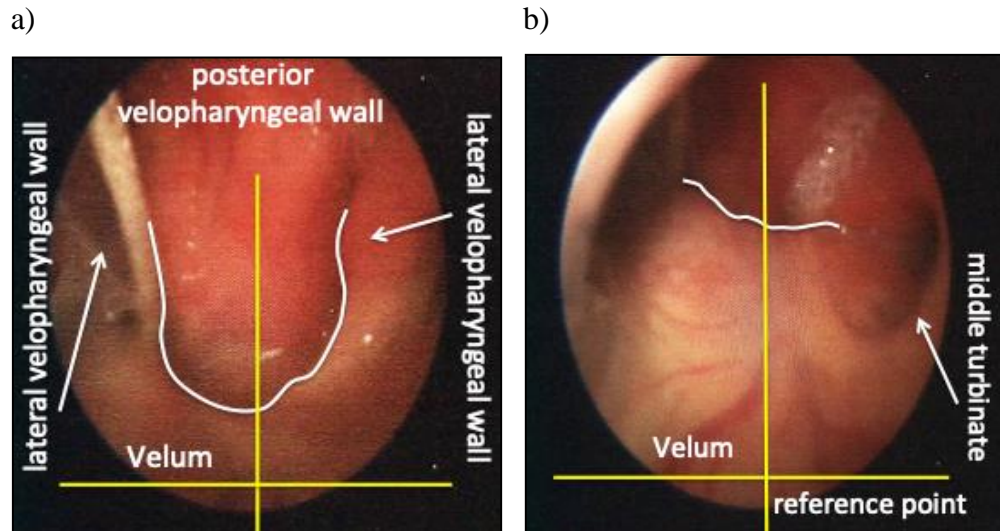 a)
b)
posterior
velopharyngeal wall
lateral velopharyngeal wall
lateral velopharyngeal wall
Velum
middle turbinate
Velum
reference point